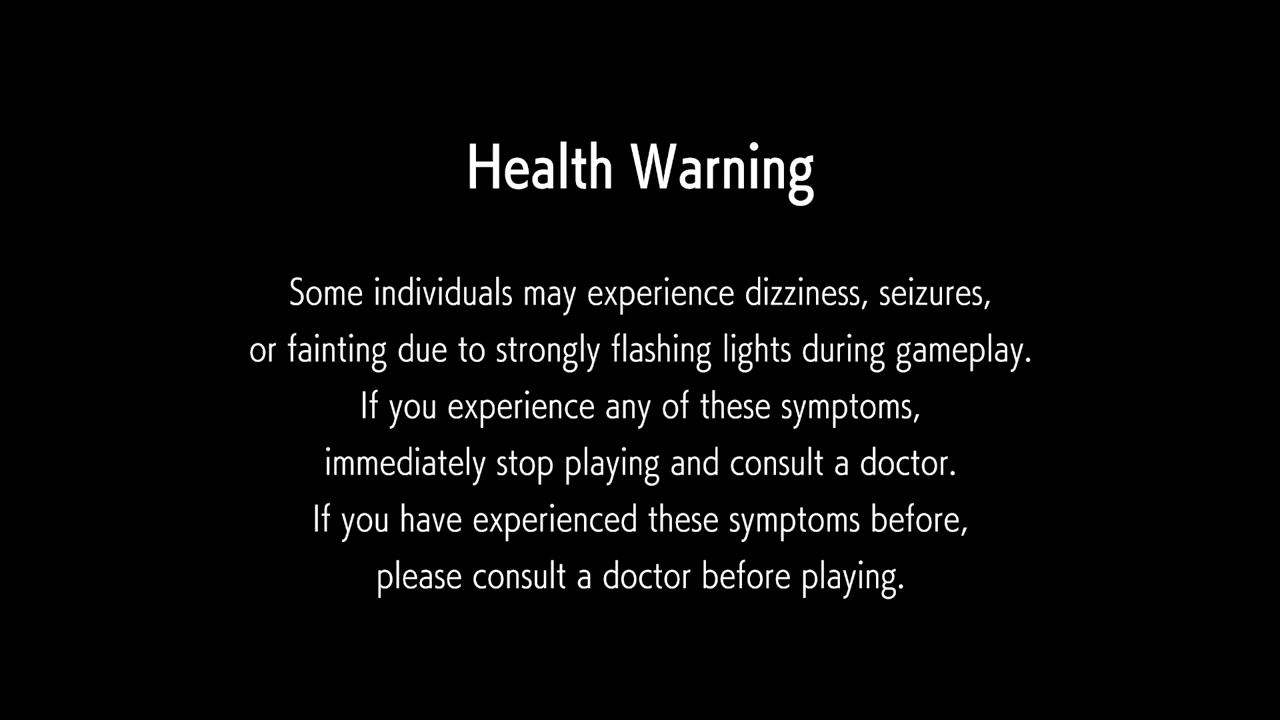 Health Warning
Some individuals may experience dizziness, seizures,
or fainting due to strongly flashing lights during gameplay.
If you experience any of these symptoms,
immediately stop playing and consult a doctor.
If you have experienced these symptoms before,
please consult a doctor before playing.